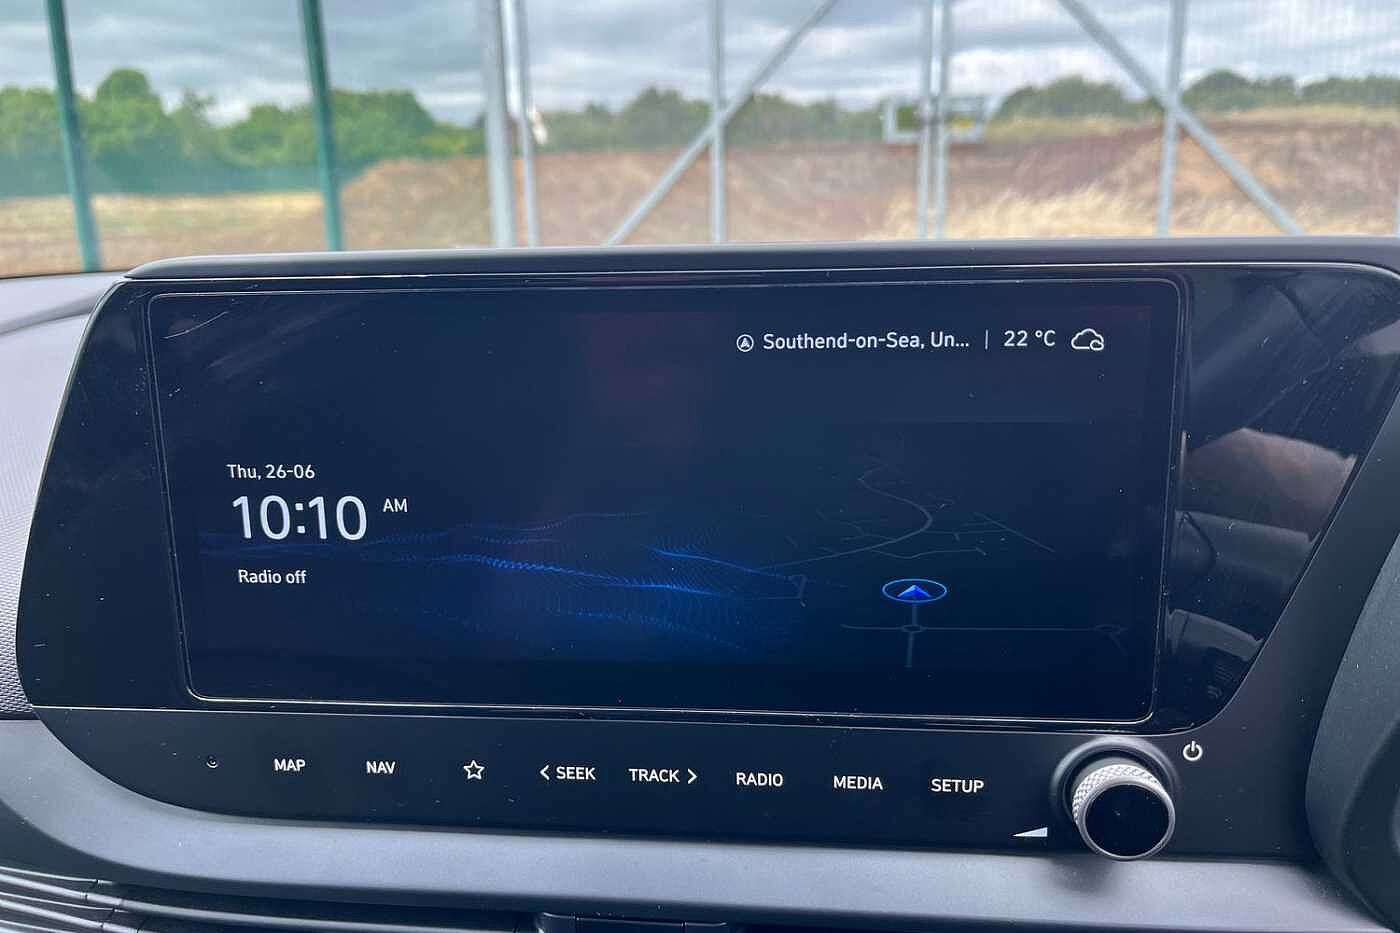 Southend-on-Sea, Un... | 22 °C
Thu, 26-06
10:10 AM
Radio off
MAP NAV < SEEK TRACK > RADIO MEDIA SETUP